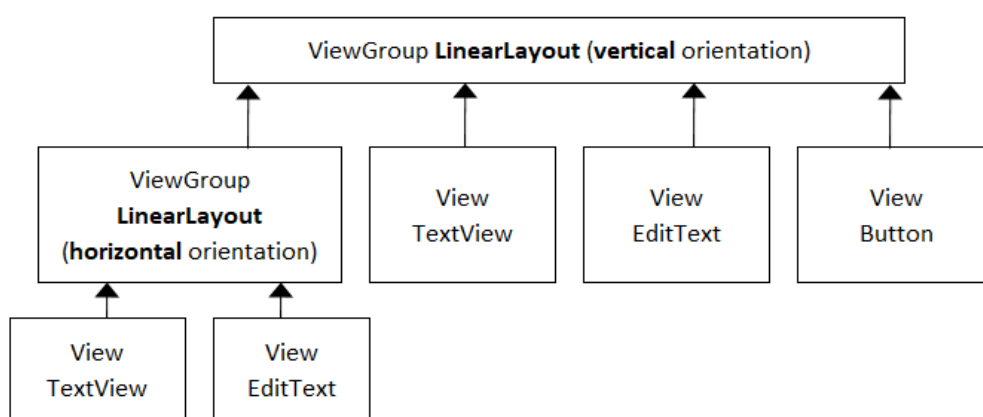 ViewGroup LinearLayout (vertical orientation)
ViewGroup
LinearLayout
(horizontal orientation)
View
TextView
View
EditText
View
Button
View
TextView
View
EditText